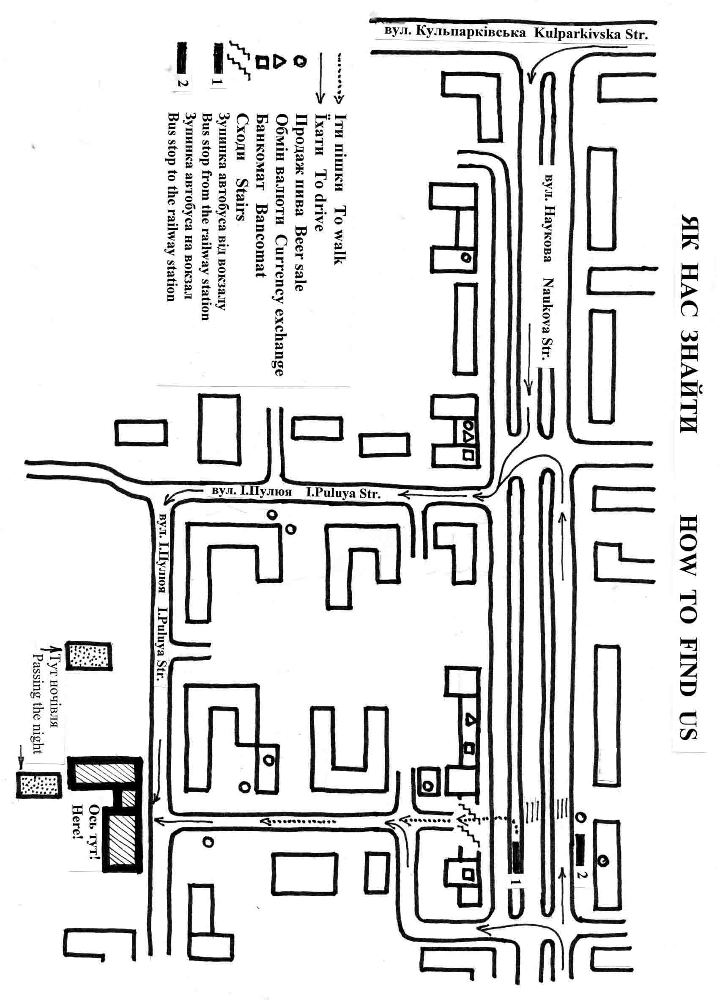 ЯК НАС ЗНАЙТИ HOW TO FIND US
вул. Кульпарківська Kulparkivska Str.
вул. Наукова Naukova Str.
2
1
Іти пішки To walk
Їхати To drive
Продаж пива Beer sale
Обмін валюти Currency exchange
Банкомат Bancomat
Сходи Stairs
1 Зупинка автобуса від вокзалу
Bus stop from the railway station
2 Зупинка автобуса на вокзал
Bus stop to the railway station
вул. І.Пулюя I.Puluya Str.
вул. І.Пулюя I.Puluya Str.
Тут ночівля
Passing the night
Ось тут!
Here!